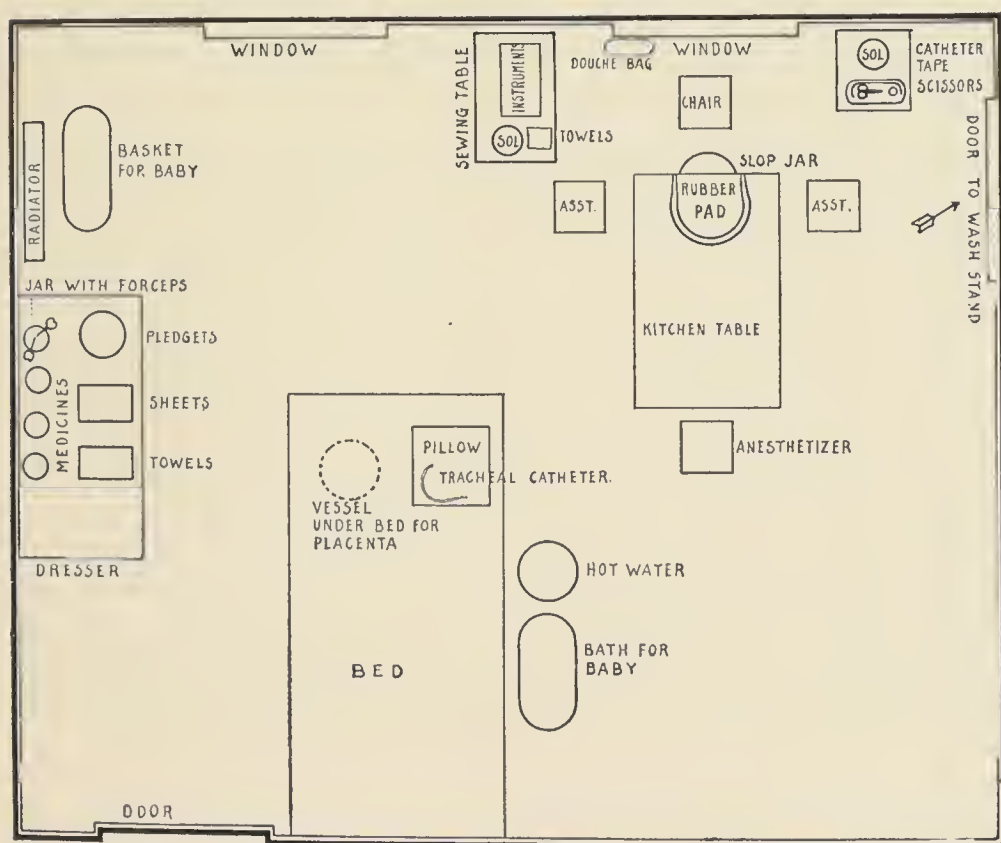 WINDOW
SEWING TABLE
INSTRUMENTS
SOL
TOWELS
DOUCHE BAG
WINDOW
CHAIR
SOL
CATHETER
TAPE
SCISSORS
DOOR TO WASH STAND
BASKET
FOR BABY
RADIATOR
SLOP JAR
RUBBER
PAD
ASST.
ASST.
KITCHEN TABLE
JAR WITH FORCEPS
PLEDGETS
MEDICINES
SHEETS
TOWELS
DRESSER
PILLOW
TRACHEAL CATHETER.
VESSEL
UNDER BED FOR
PLACENTA
ANESTHETIZER
HOT WATER
BATH FOR
BABY
BED
DOOR